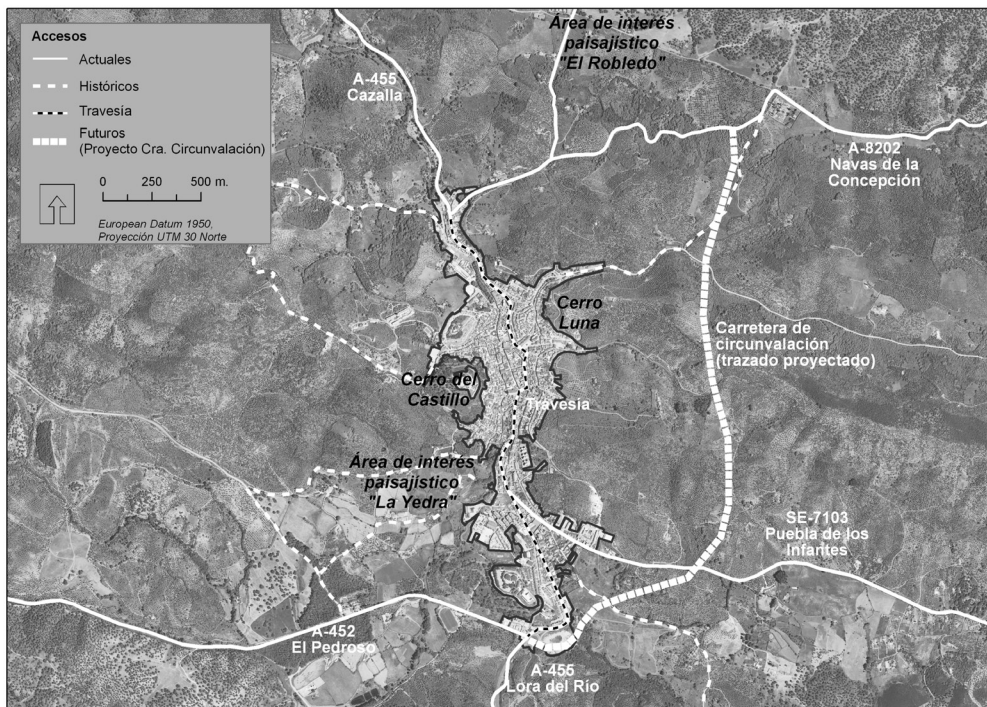 Accesos
Actuales
Históricos
Travesía
Futuros
(Proyecto Cra. Circunvalación)
0 250 500 m.
European Datum 1950,
Proyección UTM 30 Norte
Área de interés
paisajístico
"El Robledo"
A-455
Cazalla
A-8202
Navas de la
Concepción
Cerro
Luna
Carretera de
circunvalación
(trazado proyectado)
Cerro del
Castillo
Travesía
Área de interés
paisajístico
"La Yedra"
SE-7103
Puebla de los
Infantes
A-452
El Pedroso
A-455
Lora del Río